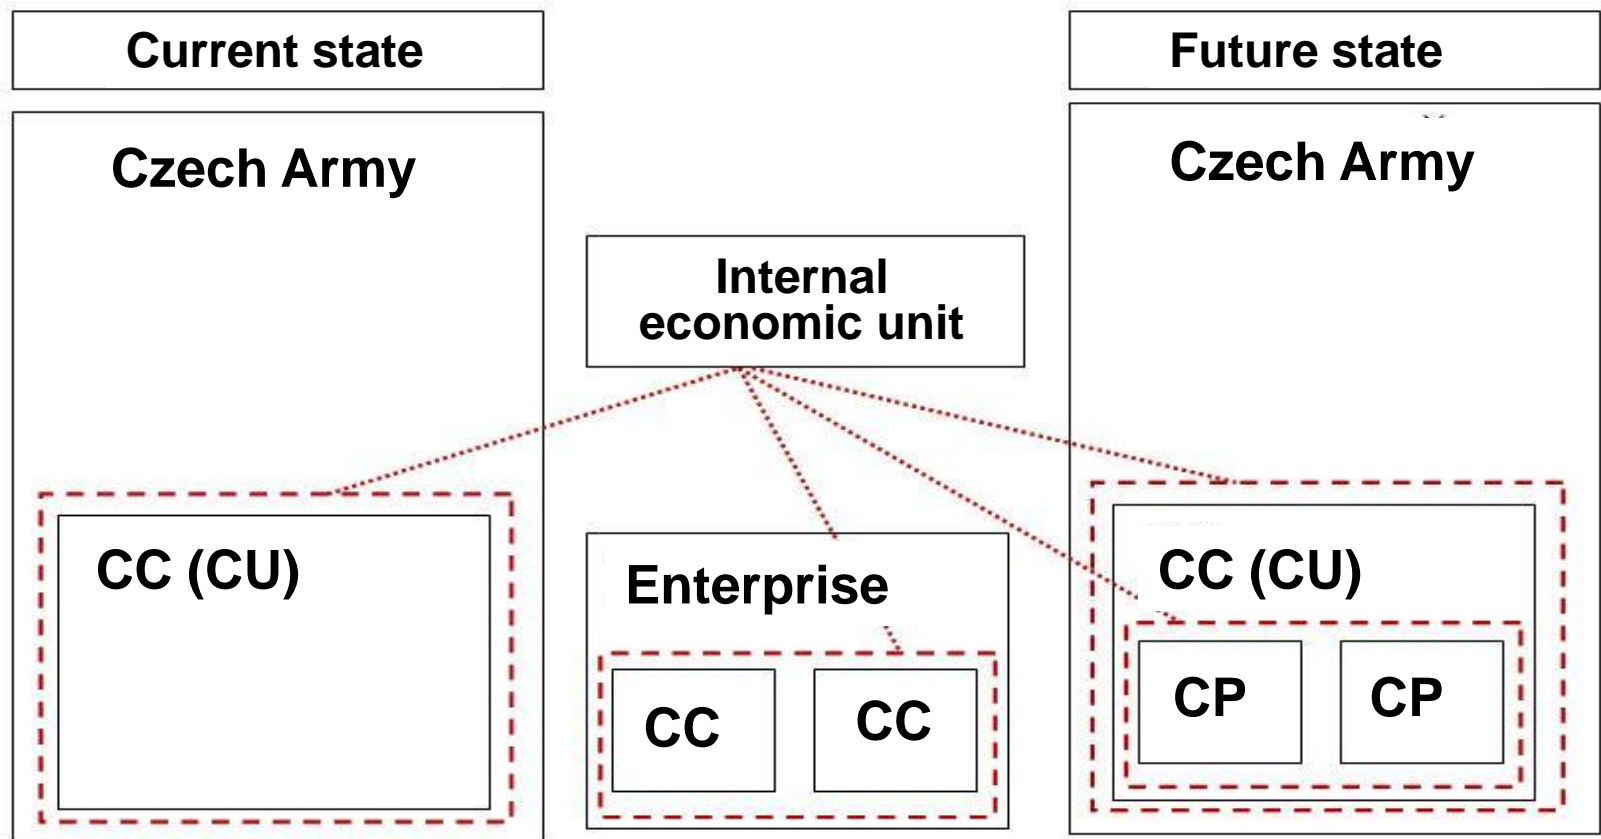 Current state
Future state
Czech Army
Czech Army
Internal
economic unit
CC (CU)
Enterprise
CC (CU)
CC
CC
CP
CP